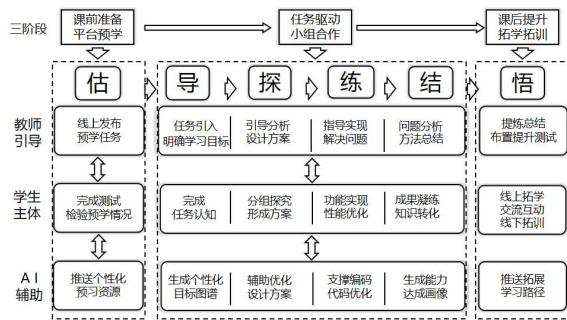 三阶段
课前准备
平台预学
任务驱动
小组合作
课后提升
拓学拓训
估
导
探
练
结
悟
教师
引导
线上发布
预学任务
任务引入
明确学习目标
引导分析
设计方案
指导实现
解决问题
问题分析
方法总结
提炼总结
布置提升测试
学生
主体
完成测试
检验预学情况
完成
任务认知
分组探究
形成方案
功能实现
性能优化
成果凝练
知识转化
线上拓学
交流互动
线下拓训
AI
辅助
推送个性化
预习资源
生成个性化
目标图谱
辅助优化
设计方案
支撑编码
代码优化
生成能力
达成画像
推送拓展
学习路径